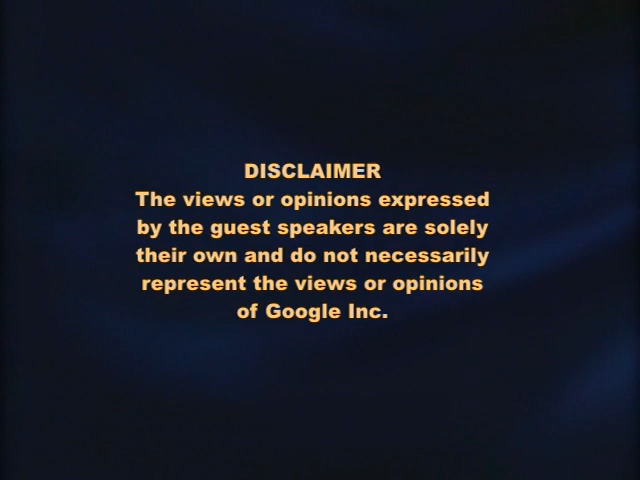 DISCLAIMER
The views or opinions expressed
by the guest speakers are solely
their own and do not necessarily
represent the views or opinions
of Google Inc.